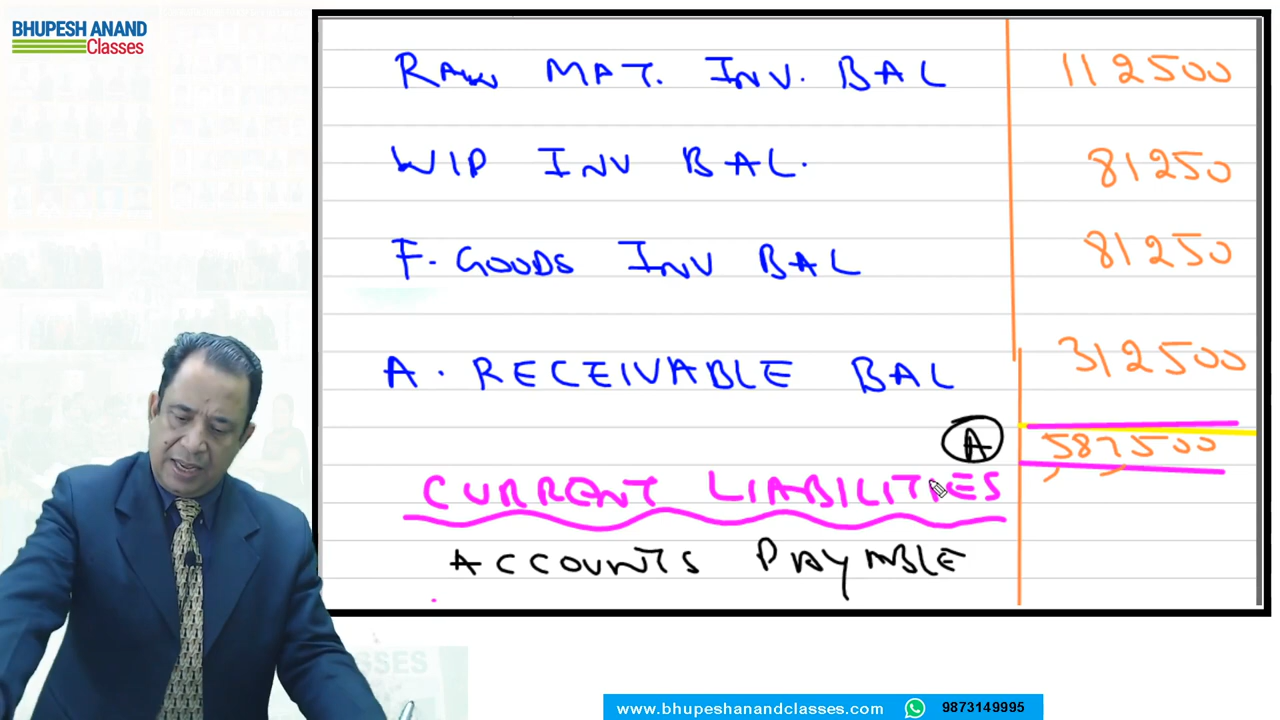 BHUPESH ANAND
Classes
RAW MAT. INV. BAL 112500
WIP INV BAL. 81250
F. GOODS INV BAL 81250
A. RECEIVABLE BAL 312500
A 587500
CURRENT LIABILITIES
ACCOUNTS PAYABLE
www.bhupeshanandclasses.com 9873149995